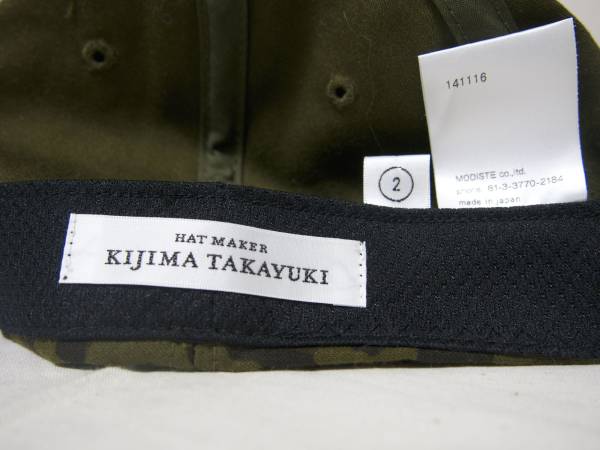 141116
MODISTE co.,ltd.
phone. 81-3-3770-2184
made in japan
2
HAT MAKER
KIJIMA TAKAYUKI